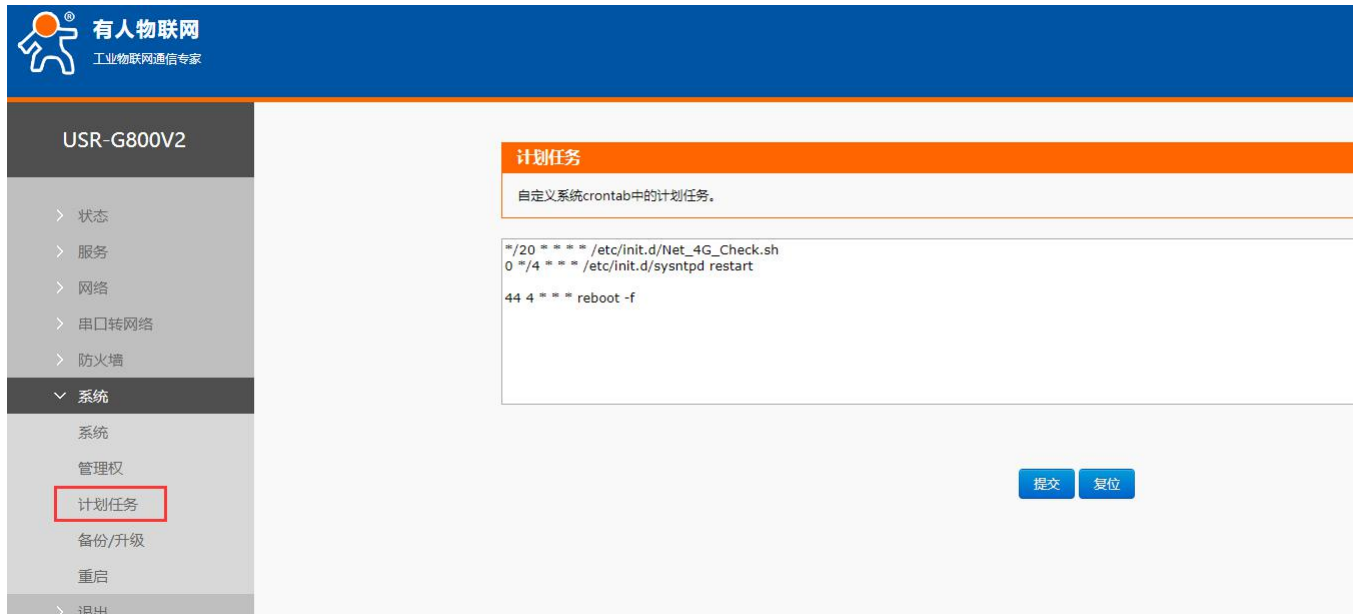 有人物联网
®
工业物联网通信专家
USR-G800V2
状态
服务
网络
串口转网络
防火墙
系统
系统
管理权
计划任务
备份/升级
重启
退出
计划任务
自定义系统crontab中的计划任务。
*/20 * * * * /etc/init.d/Net_4G_Check.sh
0 */4 * * * /etc/init.d/sysntpd restart
44 4 * * * reboot -f
提交 复位